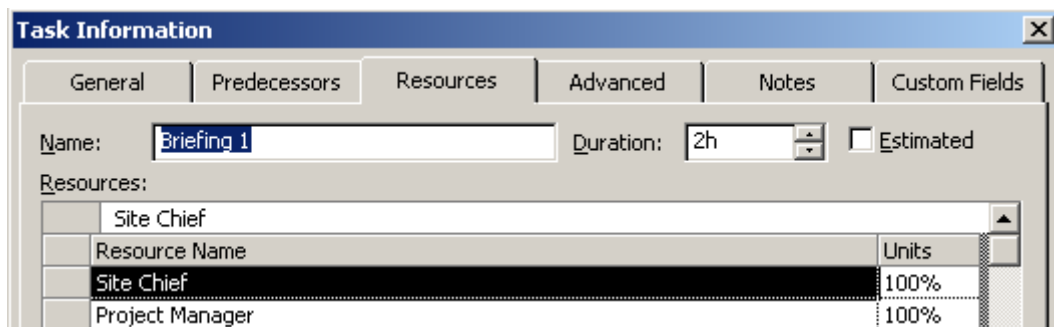 Task Information
General Predecessors Resources Advanced Notes Custom Fields
Name: Briefing 1 Duration: 2h Estimated
Resources:
Site Chief
Resource Name Units
Site Chief 100%
Project Manager 100%